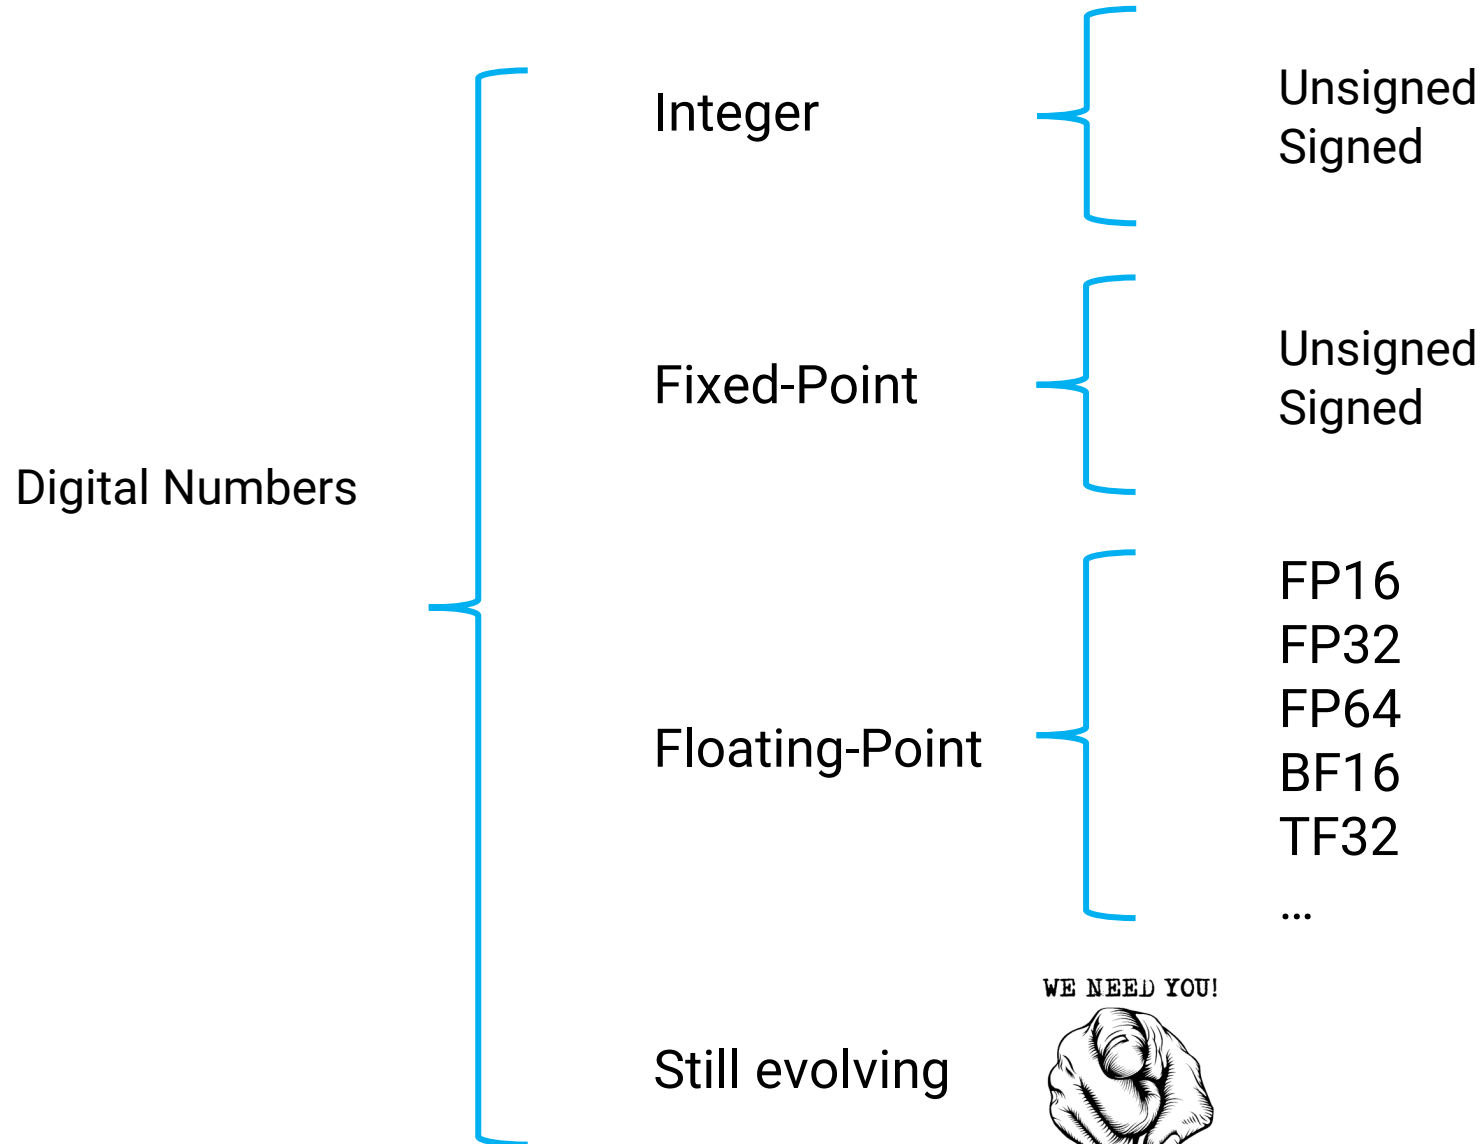 Digital Numbers
Integer
Unsigned
Signed
Fixed-Point
Unsigned
Signed
Floating-Point
FP16
FP32
FP64
BF16
TF32
...
Still evolving
WE NEED YOU!